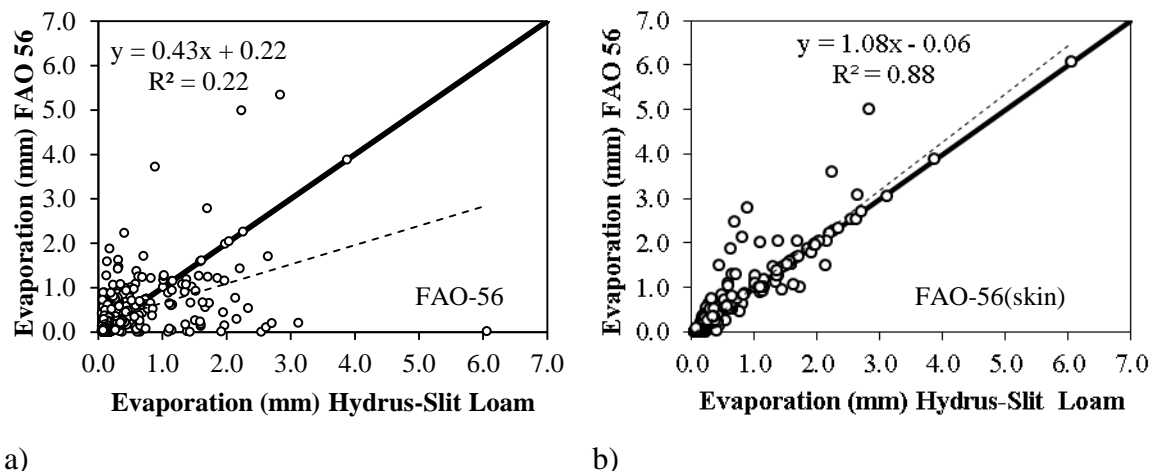 7.0
6.0
5.0
4.0
3.0
2.0
1.0
0.0
Evaporation (mm) FAO 56
y = 0.43x + 0.22
R² = 0.22
FAO-56
0.0 1.0 2.0 3.0 4.0 5.0 6.0 7.0
Evaporation (mm) Hydrus-Slit Loam
a)
7.0
6.0
5.0
4.0
3.0
2.0
1.0
0.0
Evaporation (mm) FAO 56
y = 1.08x - 0.06
R² = 0.88
FAO-56(skin)
0.0 1.0 2.0 3.0 4.0 5.0 6.0 7.0
Evaporation (mm) Hydrus-Slit Loam
b)